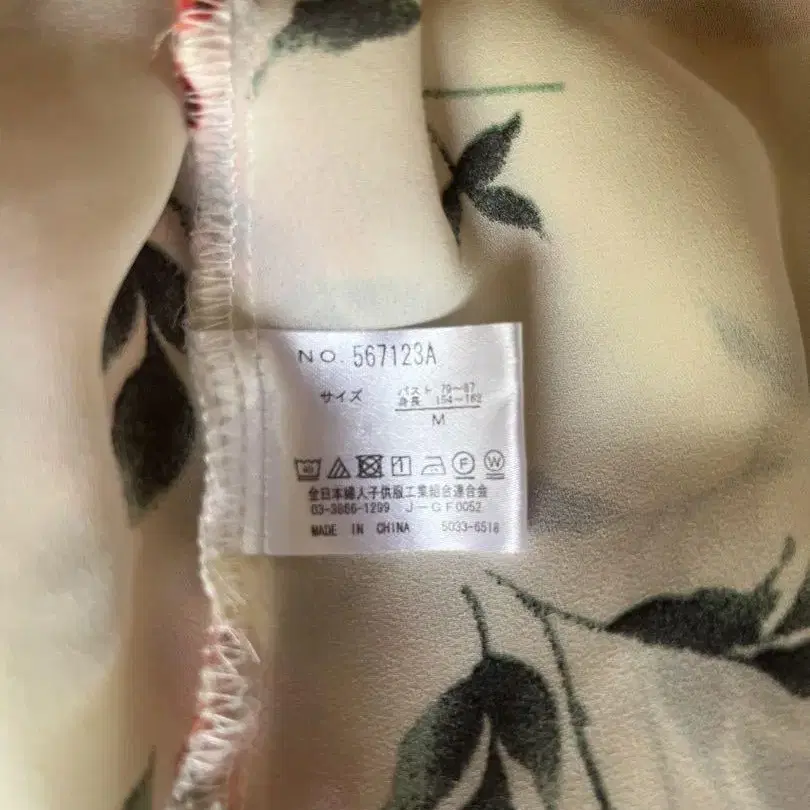 NO. 567123A
サイズ
バスト 79～87
身長 154～162
M
全日本婦人子供服工業組合連合会
03-3666-1299 J-GF0052
MADE IN CHINA 5033-6518